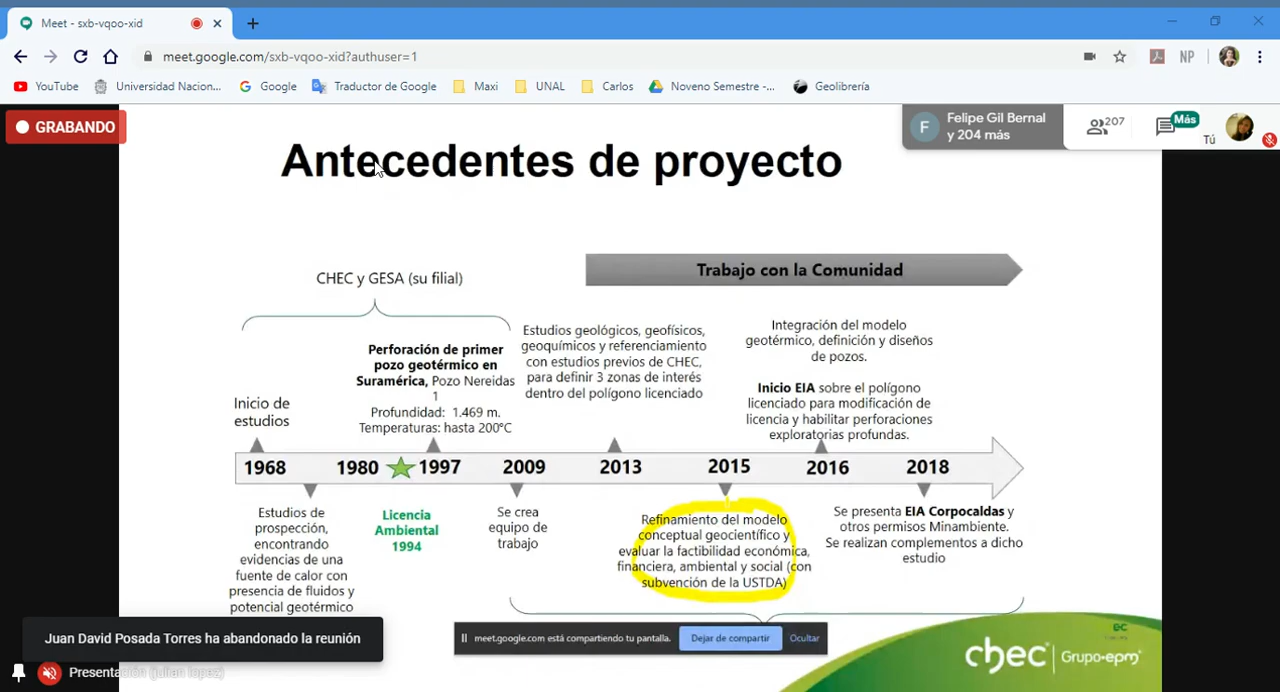 Meet - sxb-vqoo-xid
meet.google.com/sxb-vqoo-xid?authuser=1
NP
YouTube
Universidad Nacion...
Google
Traductor de Google
Maxi
UNAL
Carlos
Noveno Semestre -...
Geolibrería
GRABANDO
F
Felipe Gil Bernal
y 204 más
207
Más
Tú
Antecedentes de proyecto
CHEC y GESA (su filial)
Trabajo con la Comunidad
Inicio de
estudios
Perforación de primer
pozo geotérmico en
Suramérica, Pozo Nereidas
1
Profundidad: 1.469 m.
Temperaturas: hasta 200°C
Estudios geológicos, geofísicos,
geoquímicos y referenciamiento
con estudios previos de CHEC,
para definir 3 zonas de interés
dentro del polígono licenciado
Integración del modelo
geotérmico, definición y diseños
de pozos.
Inicio EIA sobre el polígono
licenciado para modificación de
licencia y habilitar perforaciones
exploratorias profundas.
1968
1980
1997
2009
2013
2015
2016
2018
Estudios de
prospección,
encontrando
evidencias de una
fuente de calor con
presencia de fluidos y
potencial geotérmico
Licencia
Ambiental
1994
Se crea
equipo de
trabajo
Refinamiento del modelo
conceptual geocientífico y
evaluar la factibilidad económica,
financiera, ambiental y social (con
subvención de la USTDA)
Se presenta EIA Corpocaldas y
otros permisos Minambiente.
Se realizan complementos a dicho
estudio
Juan David Posada Torres ha abandonado la reunión
meet.google.com está compartiendo tu pantalla.
Dejar de compartir
Ocultar
Presentación (julian lopez)
ec
chec
Grupo·epm